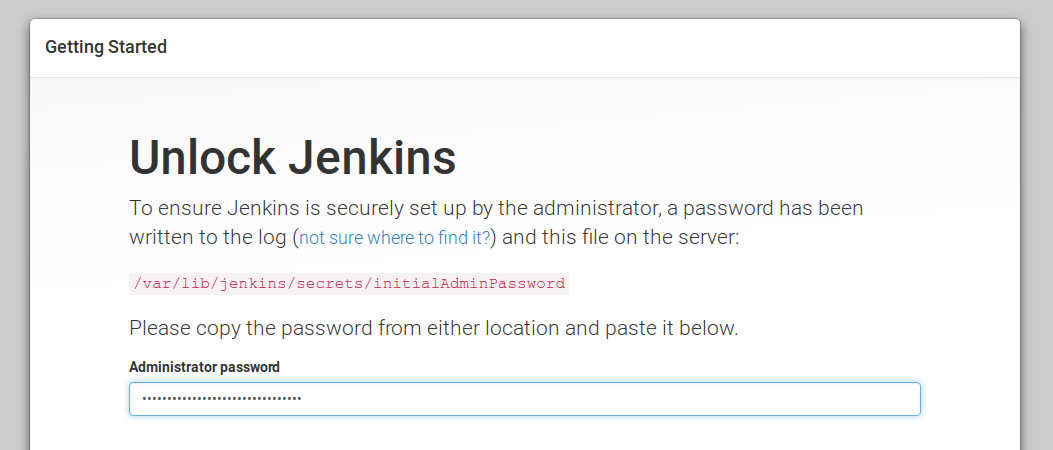 Getting Started
Unlock Jenkins
To ensure Jenkins is securely set up by the administrator, a password has been
written to the log (not sure where to find it?) and this file on the server:
/var/lib/jenkins/secrets/initialAdminPassword
Please copy the password from either location and paste it below.
Administrator password
••••••••••••••••••••••••••••••••